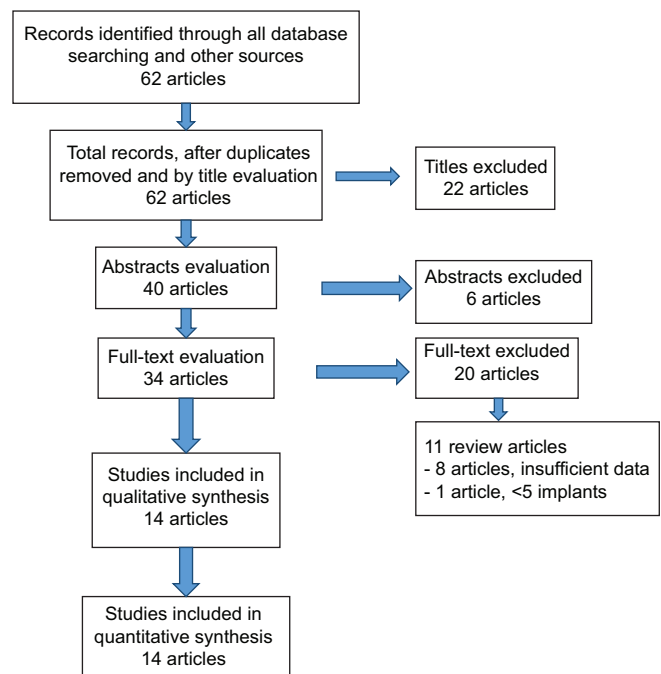 Records identified through all database
searching and other sources
62 articles
Total records, after duplicates
removed and by title evaluation
62 articles
Titles excluded
22 articles
Abstracts evaluation
40 articles
Abstracts excluded
6 articles
Full-text evaluation
34 articles
Full-text excluded
20 articles
11 review articles
- 8 articles, insufficient data
- 1 article, <5 implants
Studies included in
qualitative synthesis
14 articles
Studies included in
quantitative synthesis
14 articles